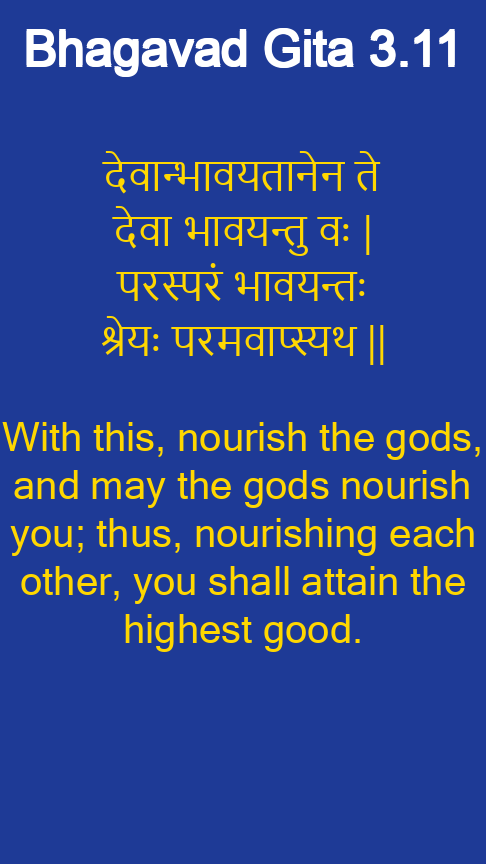 Bhagavad Gita 3.11
देवान्भावयतानेन ते
देवा भावयन्तु वः |
परस्परं भावयन्तः
श्रेयः परमवाप्स्यथ ||
With this, nourish the gods,
and may the gods nourish
you; thus, nourishing each
other, you shall attain the
highest good.